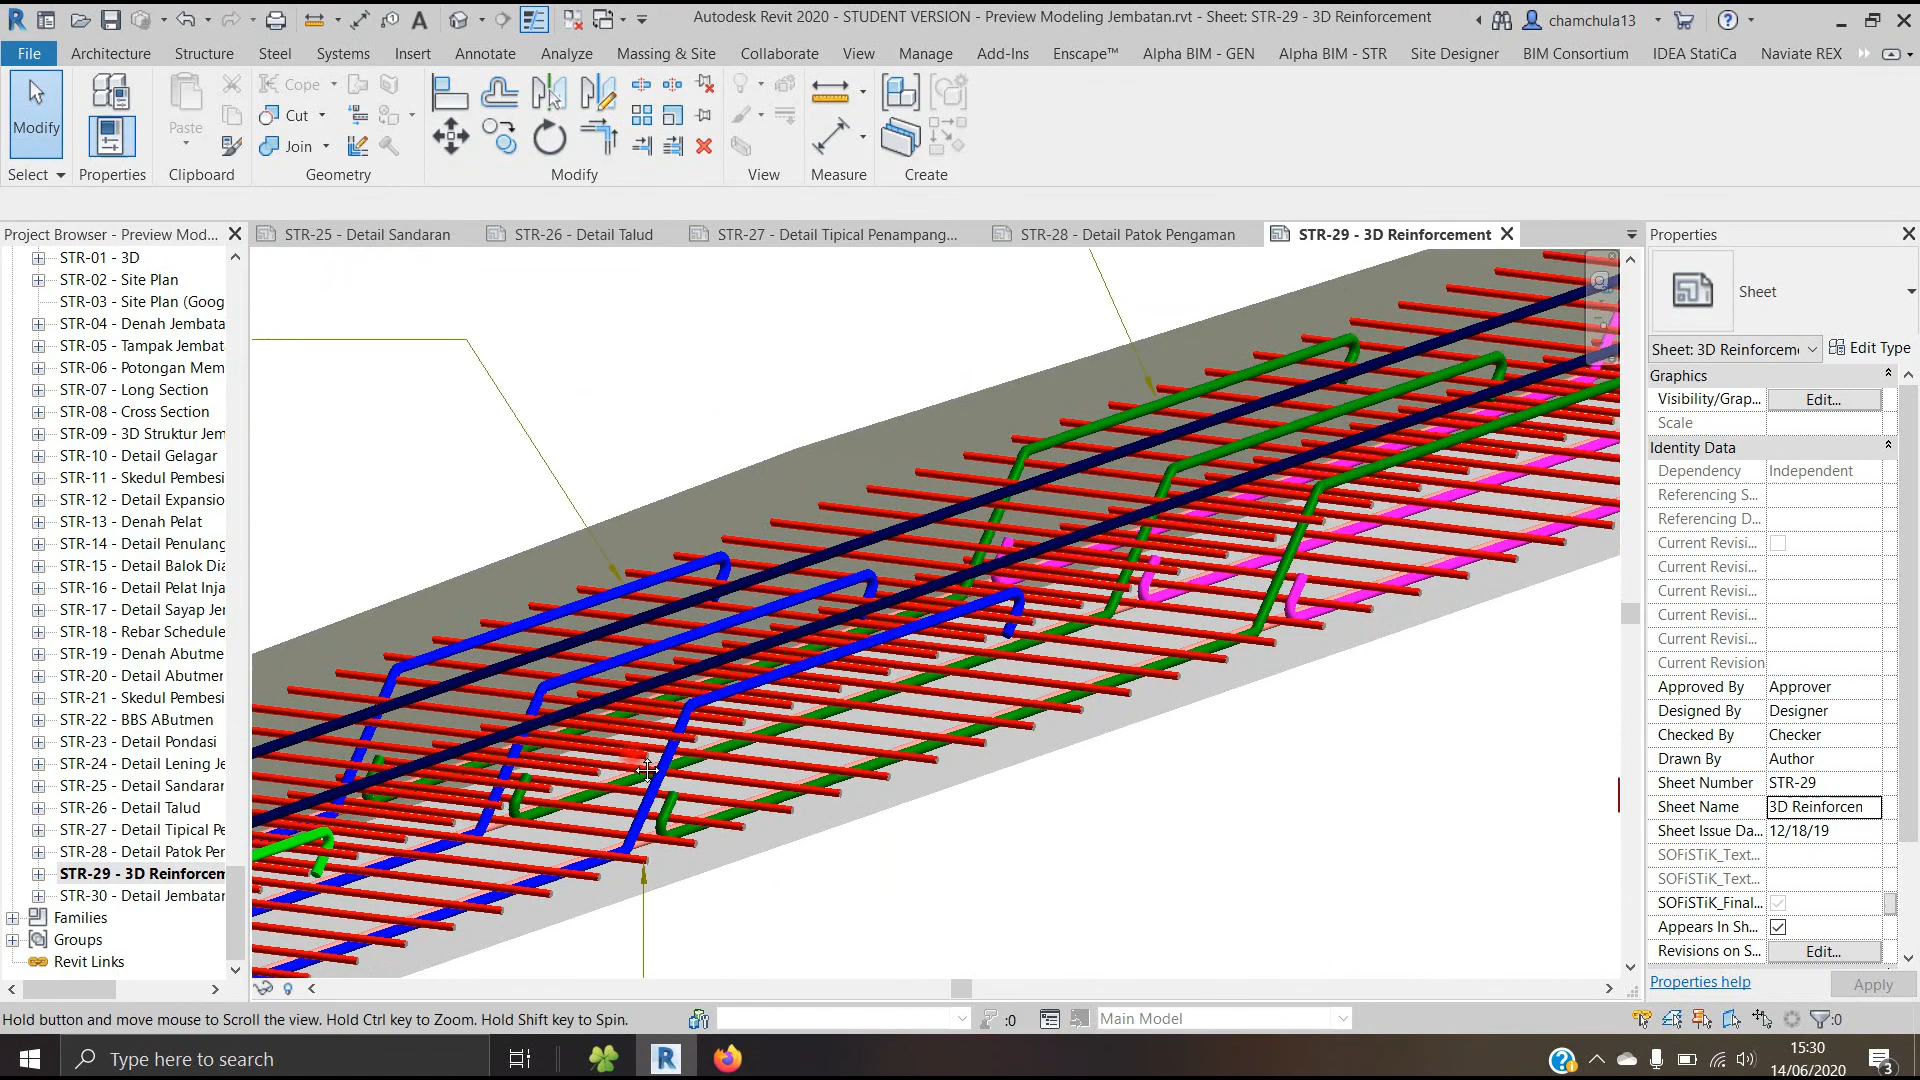 Autodesk Revit 2020 - STUDENT VERSION - Preview Modeling Jembatan.rvt - Sheet: STR-29 - 3D Reinforcement
chamchula13
File Architecture Structure Steel Systems Insert Annotate Analyze Massing & Site Collaborate View Manage Add-Ins Enscape™ Alpha BIM - GEN Alpha BIM - STR Site Designer BIM Consortium IDEA StatiCa Naviate REX
Modify
Paste
Cope
Cut
Join
Select Properties Clipboard Geometry Modify View Measure Create
Project Browser - Preview Mod...
STR-25 - Detail Sandaran
STR-26 - Detail Talud
STR-27 - Detail Tipical Penampang...
STR-28 - Detail Patok Pengaman
STR-29 - 3D Reinforcement
STR-01 - 3D
STR-02 - Site Plan
STR-03 - Site Plan (Goog
STR-04 - Denah Jembata
STR-05 - Tampak Jembat
STR-06 - Potongan Mem
STR-07 - Long Section
STR-08 - Cross Section
STR-09 - 3D Struktur Jem
STR-10 - Detail Gelagar
STR-11 - Skedul Pembesi
STR-12 - Detail Expansio
STR-13 - Denah Pelat
STR-14 - Detail Penulang
STR-15 - Detail Balok Dia
STR-16 - Detail Pelat Inja
STR-17 - Detail Sayap Jer
STR-18 - Rebar Schedule
STR-19 - Denah Abutme
STR-20 - Detail Abutmer
STR-21 - Skedul Pembesi
STR-22 - BBS AButmen
STR-23 - Detail Pondasi
STR-24 - Detail Lening Je
STR-25 - Detail Sandarar
STR-26 - Detail Talud
STR-27 - Detail Tipical Pe
STR-28 - Detail Patok Per
STR-29 - 3D Reinforcem
STR-30 - Detail Jembatar
Families
Groups
Revit Links
Properties
Sheet
Sheet: 3D Reinforceme
Edit Type
Graphics
Visibility/Grap... Edit...
Scale
Identity Data
Dependency Independent
Referencing S...
Referencing D...
Current Revisi...
Current Revisi...
Current Revisi...
Current Revisi...
Current Revisi...
Current Revision
Approved By Approver
Designed By Designer
Checked By Checker
Drawn By Author
Sheet Number STR-29
Sheet Name 3D Reinforcen
Sheet Issue Da... 12/18/19
SOFiSTiK_Text...
SOFiSTiK_Text...
SOFiSTiK_Final...
Appears In Sh...
Revisions on S... Edit...
Properties help
Apply
Hold button and move mouse to Scroll the view. Hold Ctrl key to Zoom. Hold Shift key to Spin.
:0
Main Model
:0
Type here to search
15:30
14/06/2020
3